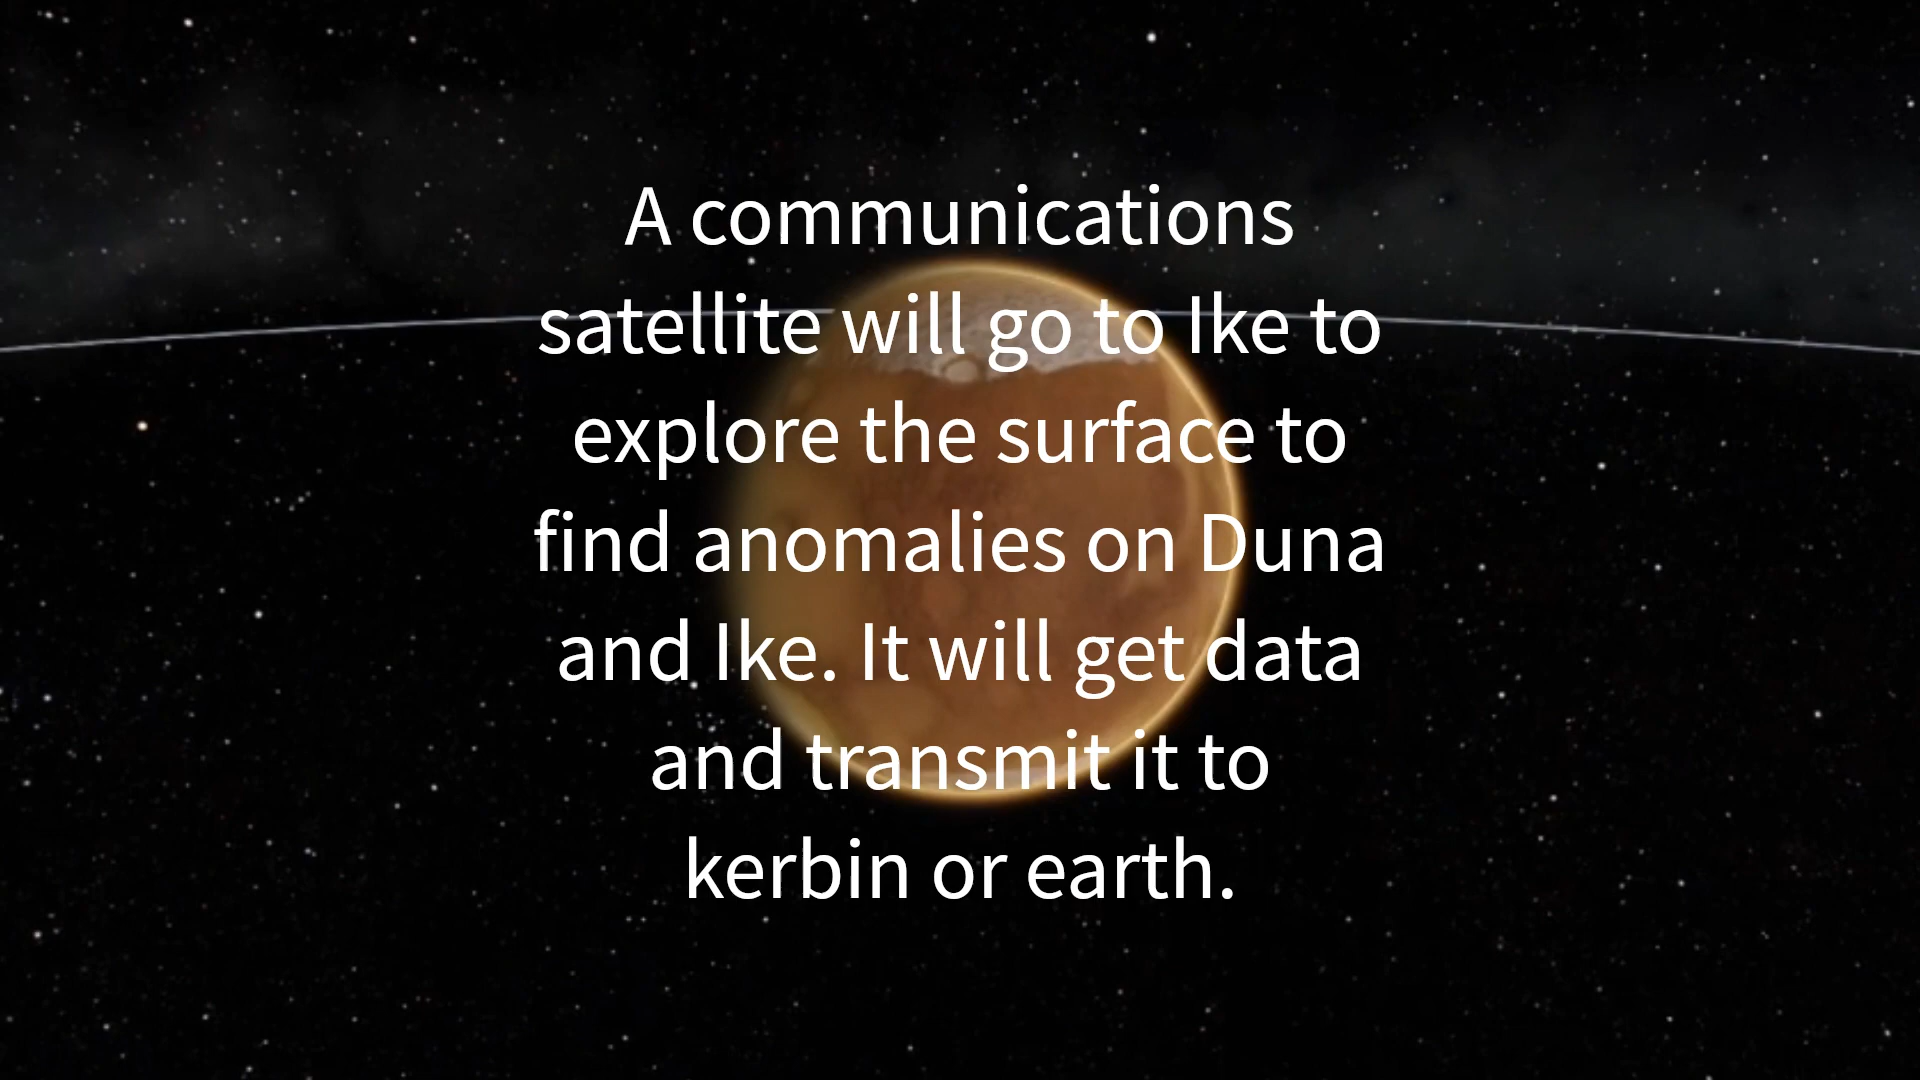 A communications
satellite will go to Ike to
explore the surface to
find anomalies on Duna
and Ike. It will get data
and transmit it to
kerbin or earth.